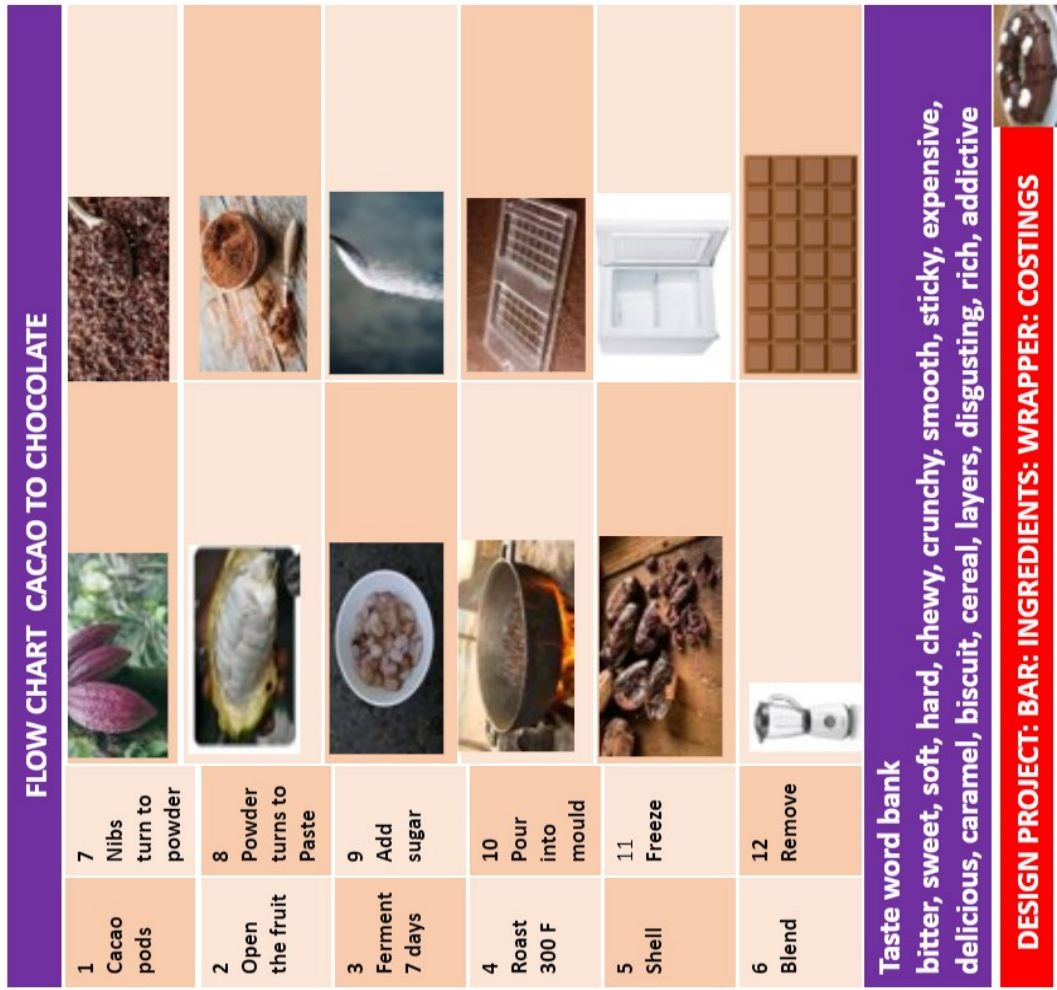 FLOW CHART  CACAO TO CHOCOLATE
1
Cacao
pods
7
Nibs
turn to
powder
2
Open
the fruit
8
Powder
turns to
Paste
3
Ferment
7 days
9
Add
sugar
4
Roast
300 F
10
Pour
into
mould
5
Shell
11
Freeze
6
Blend
12
Remove
Taste word bank
bitter, sweet, soft, hard, chewy, crunchy, smooth, sticky, expensive,
delicious, caramel, biscuit, cereal, layers, disgusting, rich, addictive
DESIGN PROJECT: BAR: INGREDIENTS: WRAPPER: COSTINGS